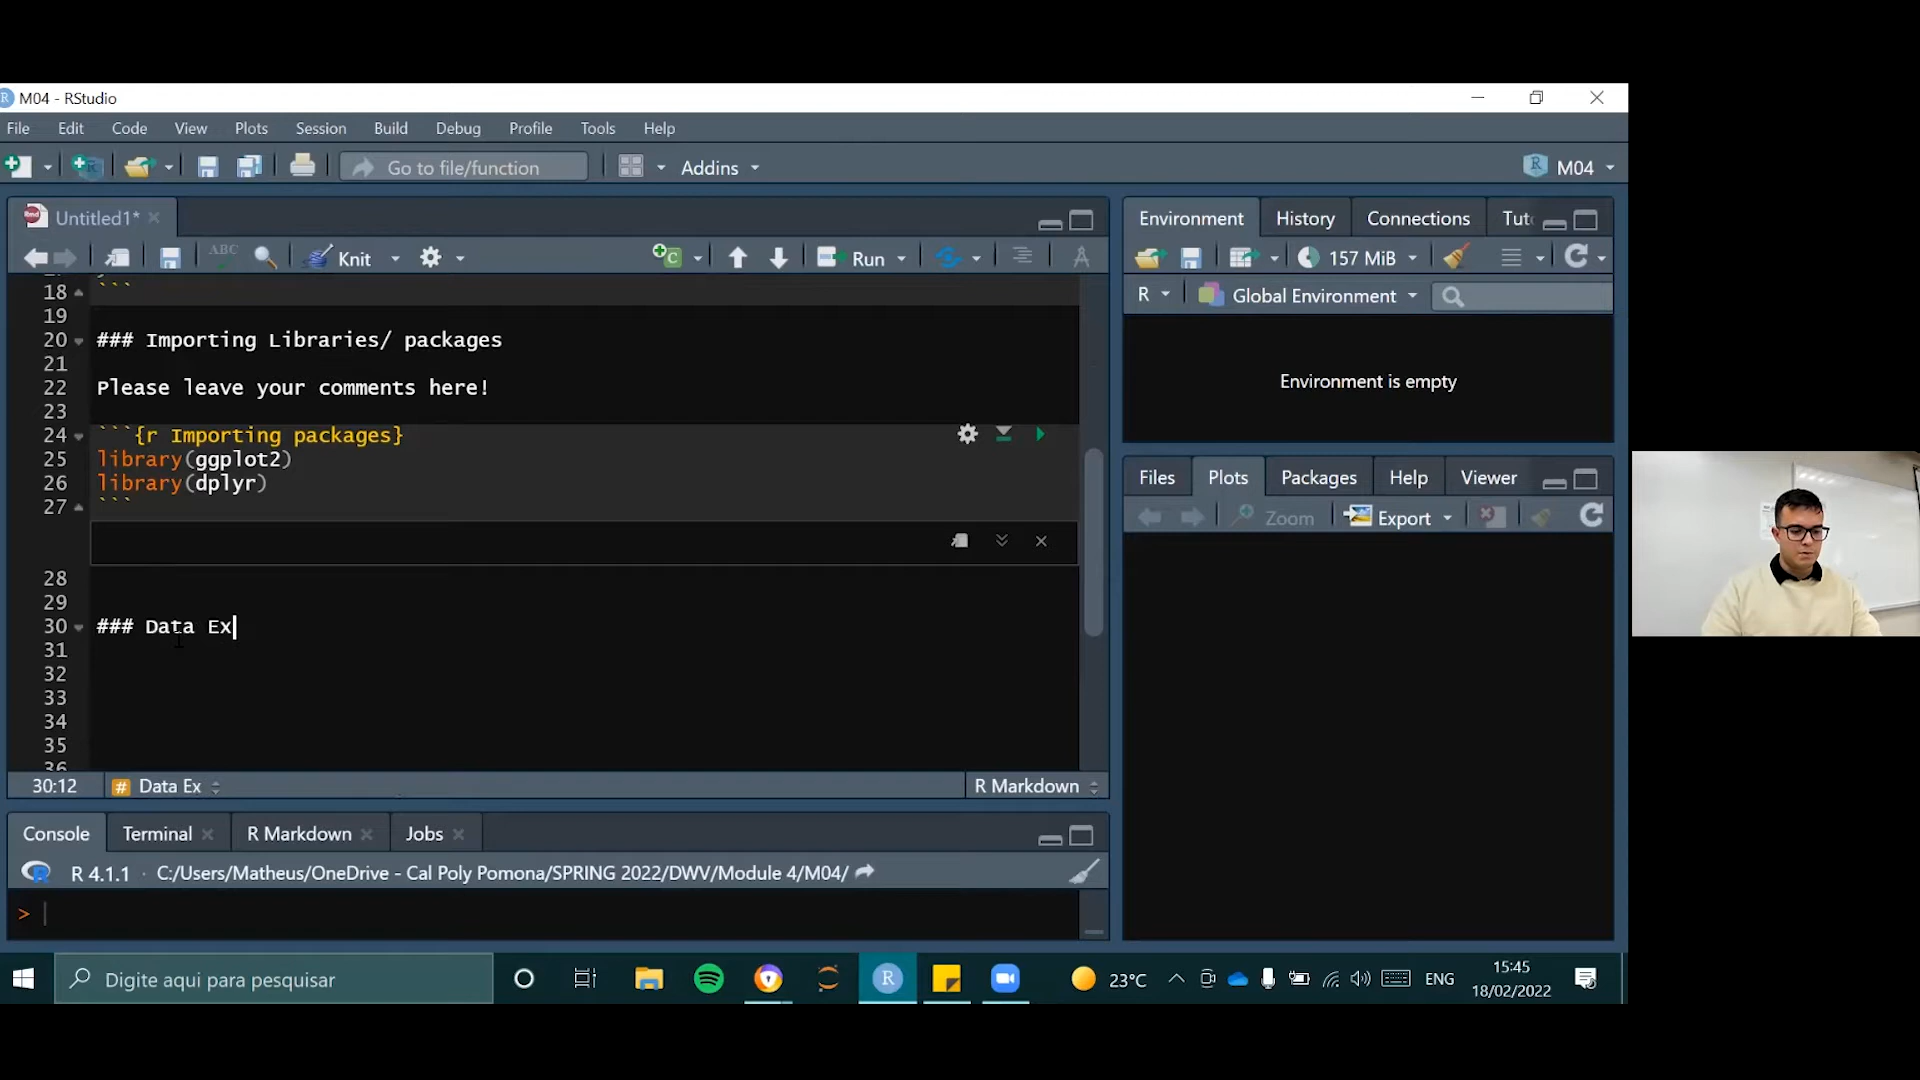 M04 - RStudio
File Edit Code View Plots Session Build Debug Profile Tools Help
Go to file/function Addins M04
Untitled1*
ABC Knit Run
18 ```
19
20 ### Importing Libraries/ packages
21
22 Please leave your comments here!
23
24 ```{r Importing packages}
25 library(ggplot2)
26 library(dplyr)
27 ```
28
29
30 ### Data Ex
31
32
33
34
35
36
30:12 # Data Ex R Markdown
Console Terminal R Markdown Jobs
R 4.1.1 · C:/Users/Matheus/OneDrive - Cal Poly Pomona/SPRING 2022/DWV/Module 4/M04/
>
Environment History Connections Tut
157 MiB
R Global Environment
Environment is empty
Files Plots Packages Help Viewer
Zoom Export
Digite aqui para pesquisar
23°C ENG
15:45
18/02/2022